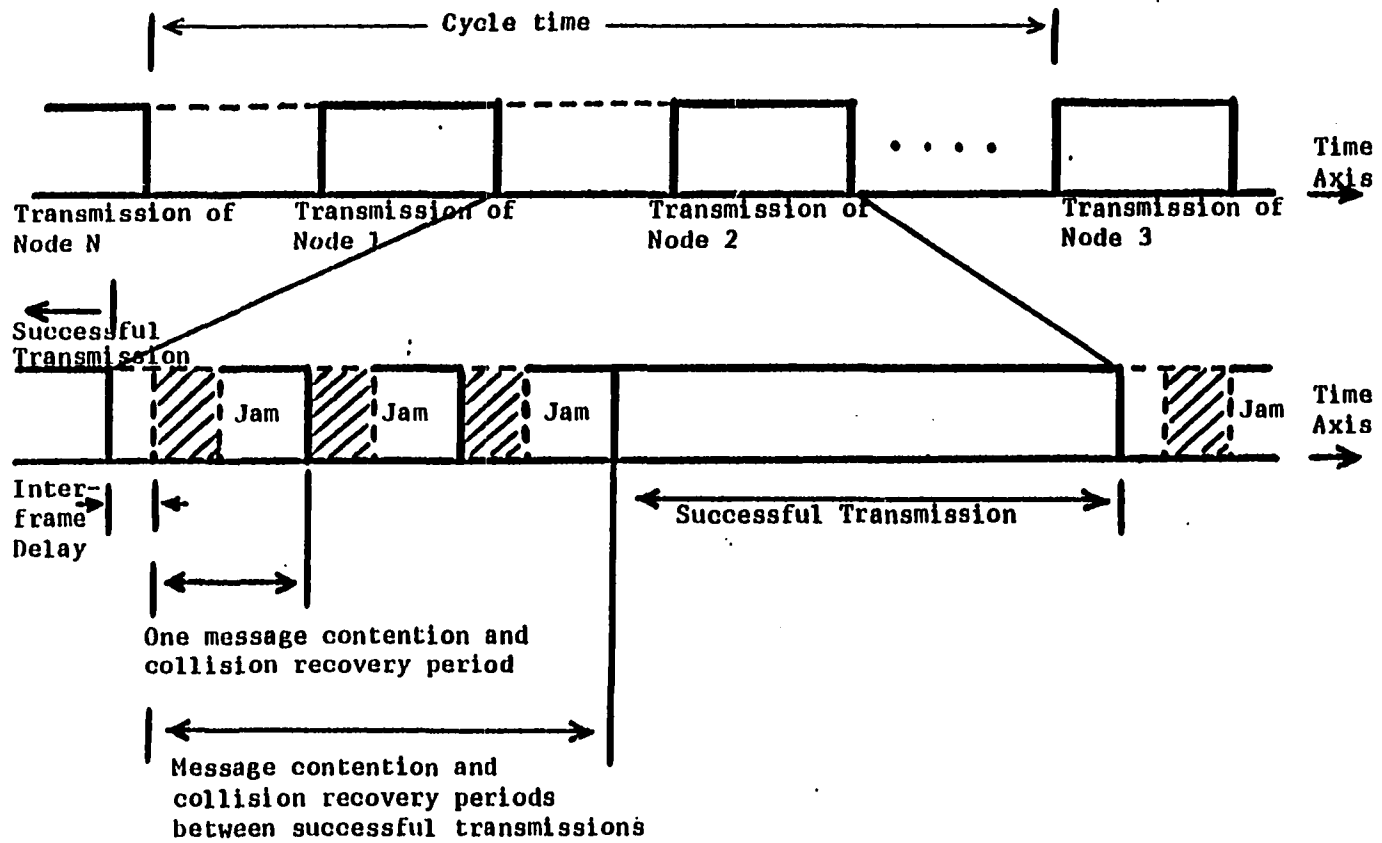 Cycle time
Time
Axis
Transmission of
Node N
Transmission of
Node 1
Transmission of
Node 2
Transmission of
Node 3
Successful
Transmission
Jam
Jam
Jam
Jam
Time
Axis
Inter-
frame
Delay
Successful Transmission
One message contention and
collision recovery period
Message contention and
collision recovery periods
between successful transmissions